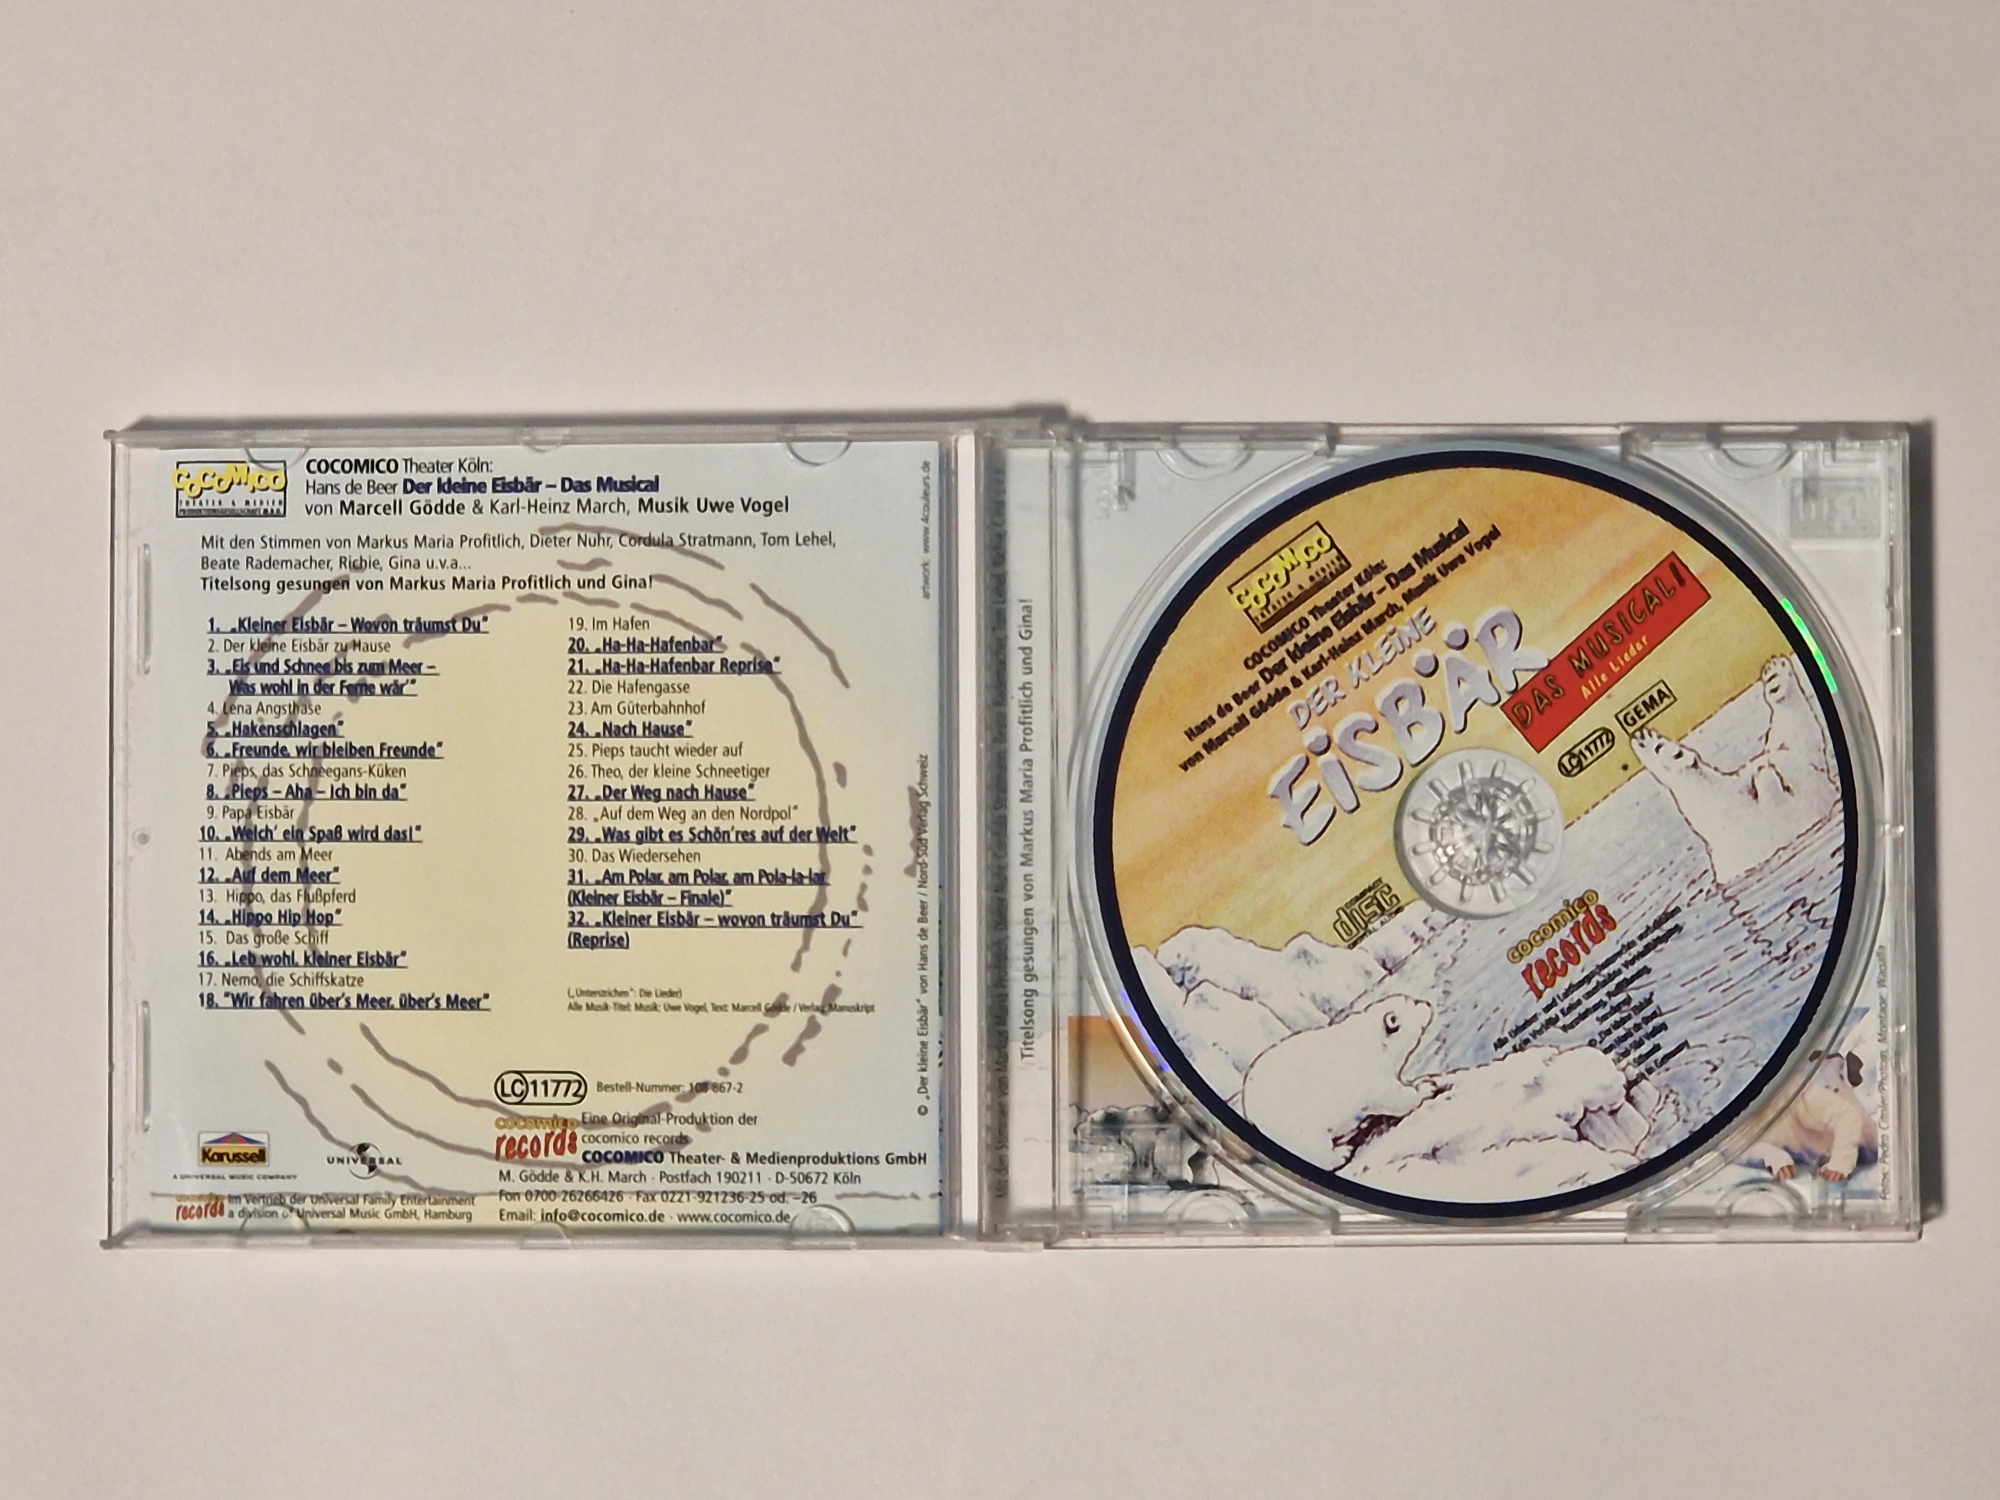 COCOMICO
THEATER & MEDIEN
COCOMICO Theater Köln:
Hans de Beer Der kleine Eisbär – Das Musical
von Marcell Gödde & Karl-Heinz March, Musik Uwe Vogel
Mit den Stimmen von Markus Maria Profitlich, Dieter Nuhr, Cordula Stratmann, Tom Lehel,
Beate Rademacher, Richie, Gina u.v.a...
Titelsong gesungen von Markus Maria Profitlich und Gina!
1. „Kleiner Eisbär – Wovon träumst Du“
2. Der kleine Eisbär zu Hause
3. „Eis und Schnee bis zum Meer –
Was wohl in der Ferne wär'“
4. Lena Angsthase
5. „Hakenschlagen“
6. „Freunde, wir bleiben Freunde“
7. Pieps, das Schneegans-Küken
8. „Pieps – Aha – Ich bin da“
9. Papa Eisbär
10. „Welch' ein Spaß wird das!“
11. Abends am Meer
12. „Auf dem Meer“
13. Hippo, das Flußpferd
14. „Hippo Hip Hop“
15. Das große Schiff
16. „Leb wohl, kleiner Eisbär“
17. Nemo, die Schiffskatze
18. "Wir fahren über's Meer, über's Meer"
19. Im Hafen
20. „Ha-Ha-Hafenbar“
21. „Ha-Ha-Hafenbar Reprise“
22. Die Hafengasse
23. Am Güterbahnhof
24. „Nach Hause“
25. Pieps taucht wieder auf
26. Theo, der kleine Schneetiger
27. „Der Weg nach Hause“
28. „Auf dem Weg an den Nordpol“
29. „Was gibt es Schön'res auf der Welt“
30. Das Wiedersehen
31. „Am Polar, am Polar, am Pola-la-lar
(Kleiner Eisbär – Finale)“
32. „Kleiner Eisbär – wovon träumst Du“
(Reprise)
(„Unterstrichen“: Die Lieder)
Alle Musik-Titel: Musik: Uwe Vogel, Text: Marcell Gödde / Verlag: Manuskript
LC 11772
Bestell-Nummer: 108 867-2
cocomico
records
Eine Original-Produktion der
cocomico records
COCOMICO Theater- & Medienproduktions GmbH
M. Gödde & K.H. March · Postfach 190211 · D-50672 Köln
Fon 0700-26266426 · Fax 0221-921236-25 od. –26
Email: info@cocomico.de · www.cocomico.de
Karussell
A UNIVERSAL MUSIC COMPANY
UNIVERSAL
records
Im Vertrieb der Universal Family Entertainment
a division of Universal Music GmbH, Hamburg
artwork: www.4couleurs.de
© „Der kleine Eisbär“ von Hans de Beer / Nord-Süd Verlag Schweiz
Titelsong gesungen von Markus Maria Profitlich und Gina!
COCOMICO
THEATER & MEDIEN
COCOMICO Theater Köln:
Hans de Beer Der kleine Eisbär – Das Musical
von Marcell Gödde & Karl-Heinz March, Musik Uwe Vogel
DER KLEINE
EISBÄR
DAS MUSICAL!
Alle Lieder
LC 11772
GEMA
COMPACT
disc
DIGITAL AUDIO
cocomico
records